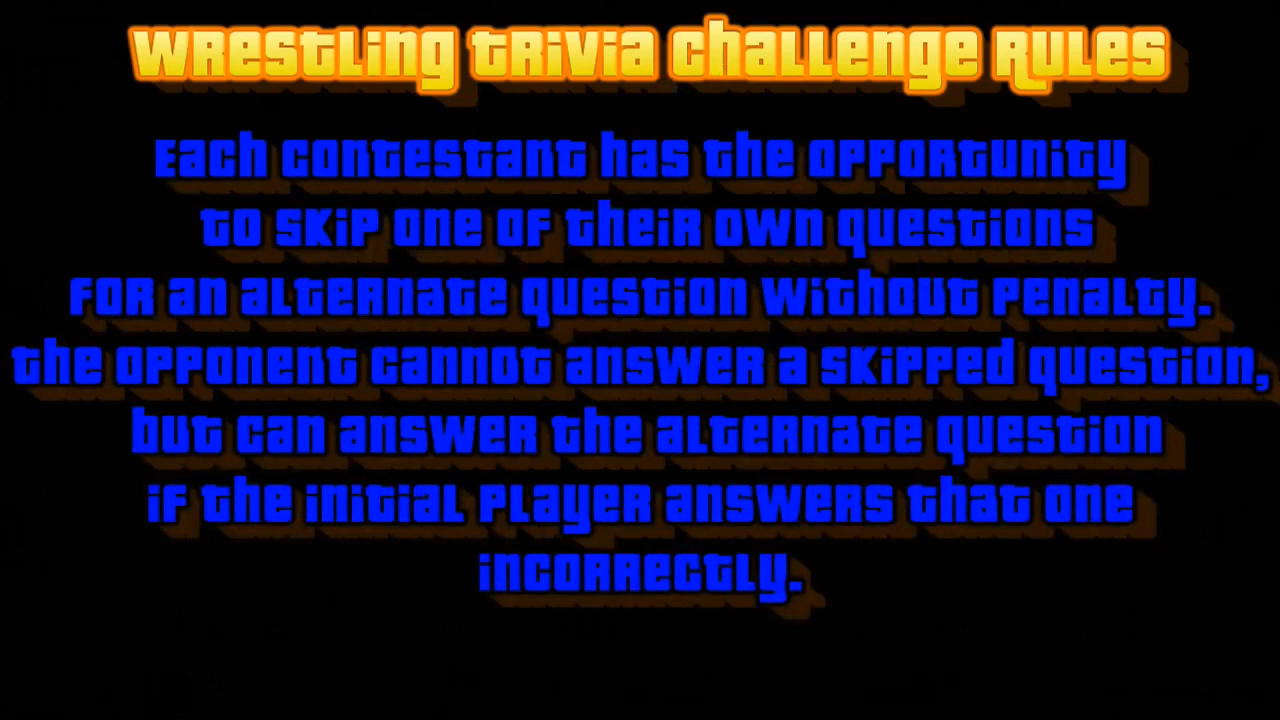 Wrestling Trivia Challenge Rules
Each contestant has the opportunity
to skip one of their own questions
for an alternate question without penalty.
The opponent cannot answer a skipped question,
but can answer the alternate question
if the initial player answers that one
incorrectly.